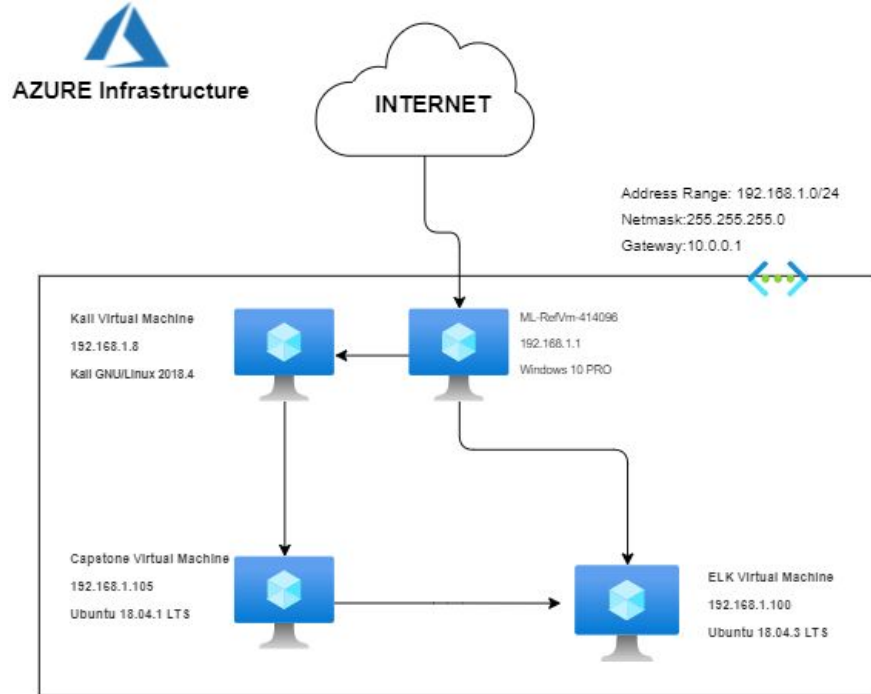 AZURE Infrastructure
INTERNET
Address Range: 192.168.1.0/24
Netmask:255.255.255.0
Gateway:10.0.0.1
Kali Virtual Machine
192.168.1.8
Kali GNU/Linux 2018.4
ML-RefVm-414096
192.168.1.1
Windows 10 PRO
Capstone Virtual Machine
192.168.1.105
Ubuntu 18.04.1 LTS
ELK Virtual Machine
192.168.1.100
Ubuntu 18.04.3 LTS